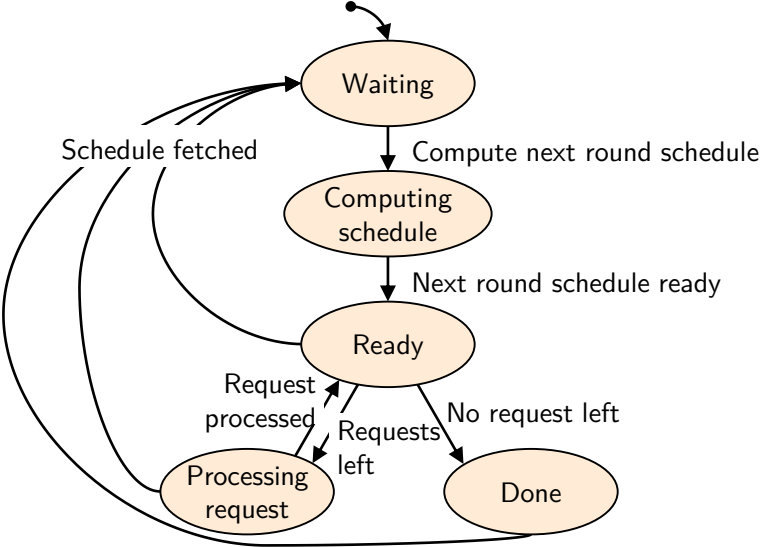 Waiting
Schedule fetched
Compute next round schedule
Computing
schedule
Next round schedule ready
Ready
Request
processed
Requests
left
No request left
Processing
request
Done